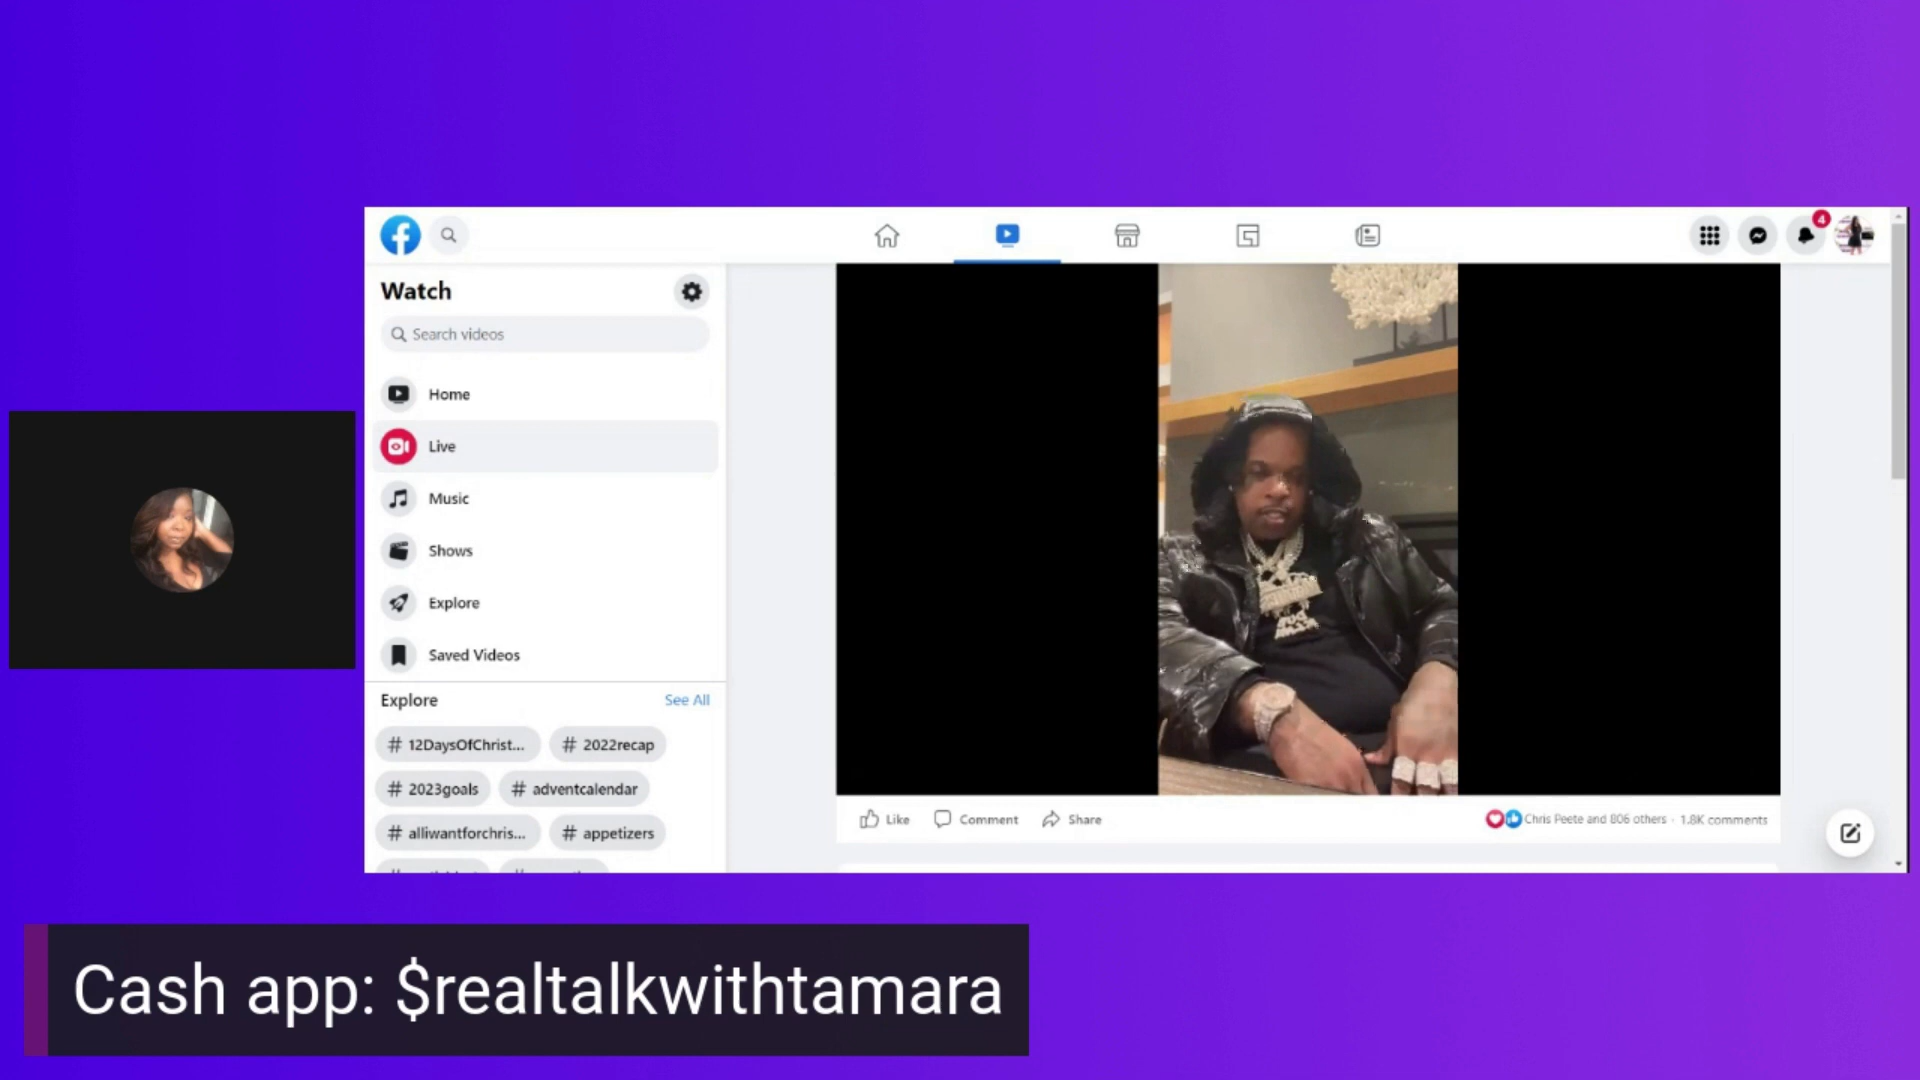 4
Watch
Search videos
Home
Live
Music
Shows
Explore
Saved Videos
Explore See All
# 12DaysOfChrist... # 2022recap
# 2023goals # adventcalendar
# alliwantforchris... # appetizers
Like Comment Share Chris Peete and 806 others · 1.8K comments
Cash app: $realtalkwithtamara